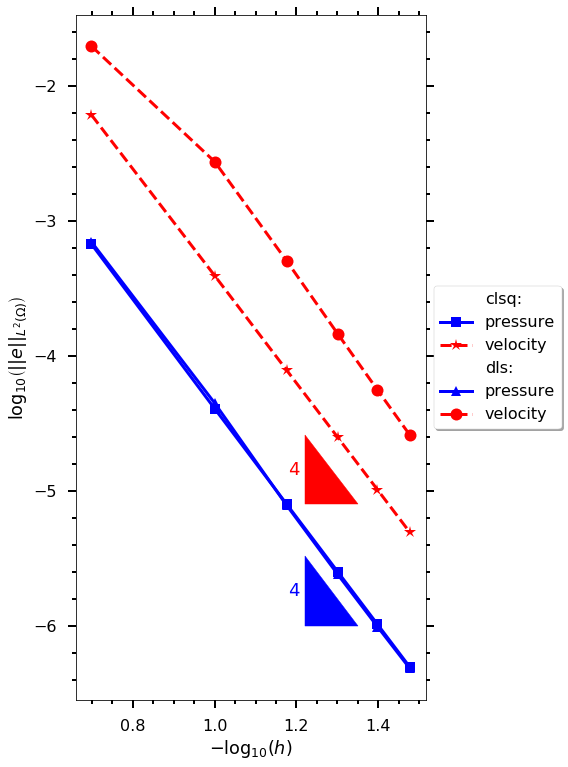 −2
−3
−4
−5
−6
log₁₀(||e||_{L²(Ω)})
4
4
0.8
1.0
1.2
1.4
−log₁₀(h)
clsq:
pressure
velocity
dls:
pressure
velocity